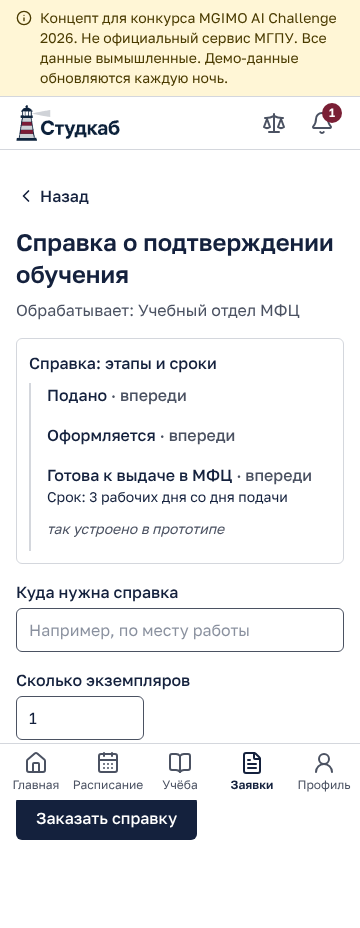 Концепт для конкурса MGIMO AI Challenge
2026. Не официальный сервис МГПУ. Все
данные вымышленные. Демо-данные
обновляются каждую ночь.
Студкаб
1
Назад
Справка о подтверждении
обучения
Обрабатывает: Учебный отдел МФЦ
Справка: этапы и сроки
Подано · впереди
Оформляется · впереди
Готова к выдаче в МФЦ · впереди
Срок: 3 рабочих дня со дня подачи
так устроено в прототипе
Куда нужна справка
Например, по месту работы
Сколько экземпляров
1
Главная Расписание Учёба Заявки Профиль
Заказать справку